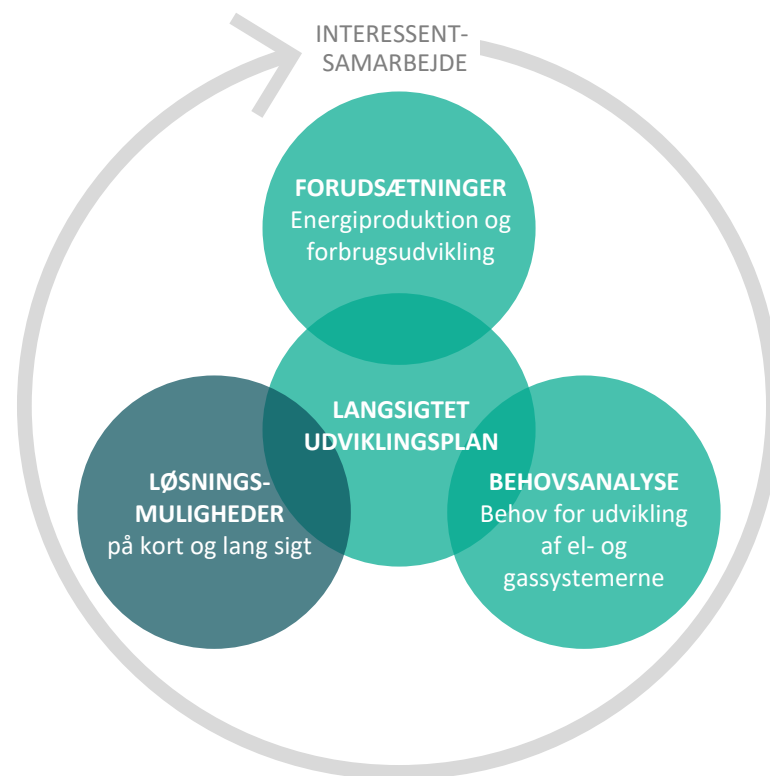 INTERESSENT-
SAMARBEJDE
FORUDSÆTNINGER
Energiproduktion og
forbrugsudvikling
LANGSIGTET
UDVIKLINGSPLAN
LØSNINGS-
MULIGHEDER
på kort og lang sigt
BEHOVSANALYSE
Behov for udvikling
af el- og
gassystemerne